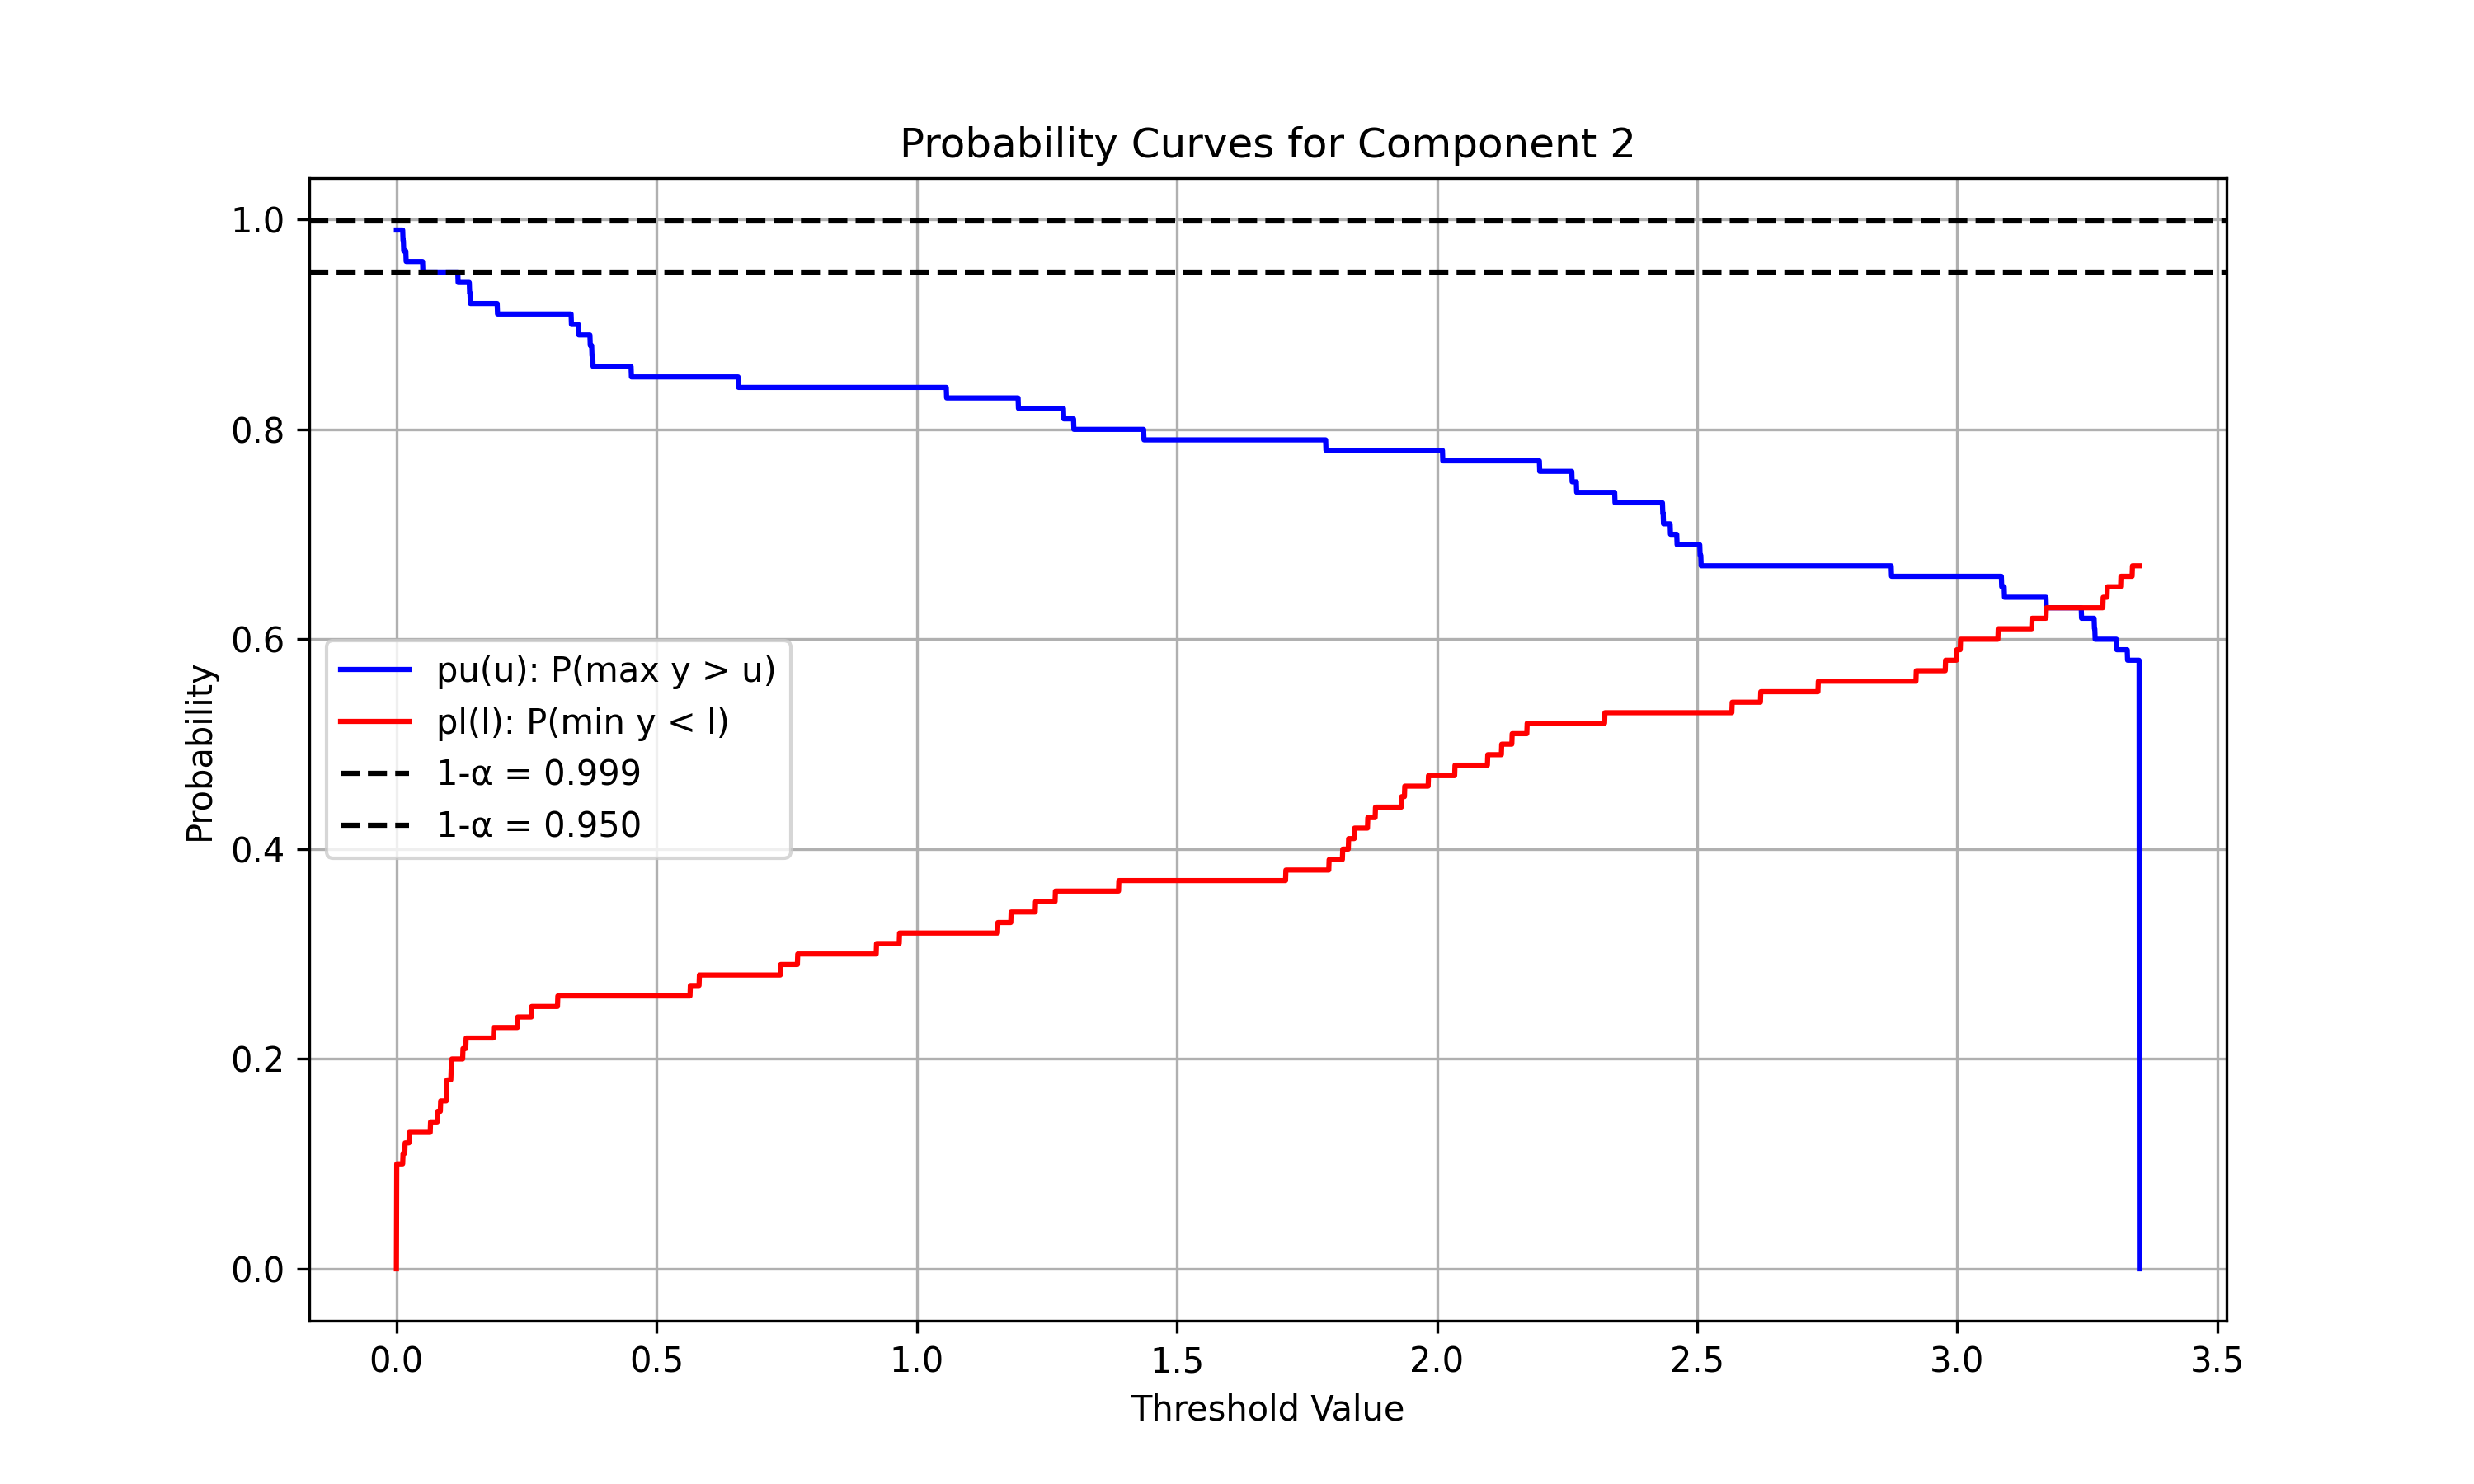 Probability Curves for Component 2
1.0
0.8
0.6
0.4
0.2
0.0
Probability
pu(u): P(max y > u)
pl(l): P(min y < l)
1-α = 0.999
1-α = 0.950
0.0 0.5 1.0 1.5 2.0 2.5 3.0 3.5
Threshold Value